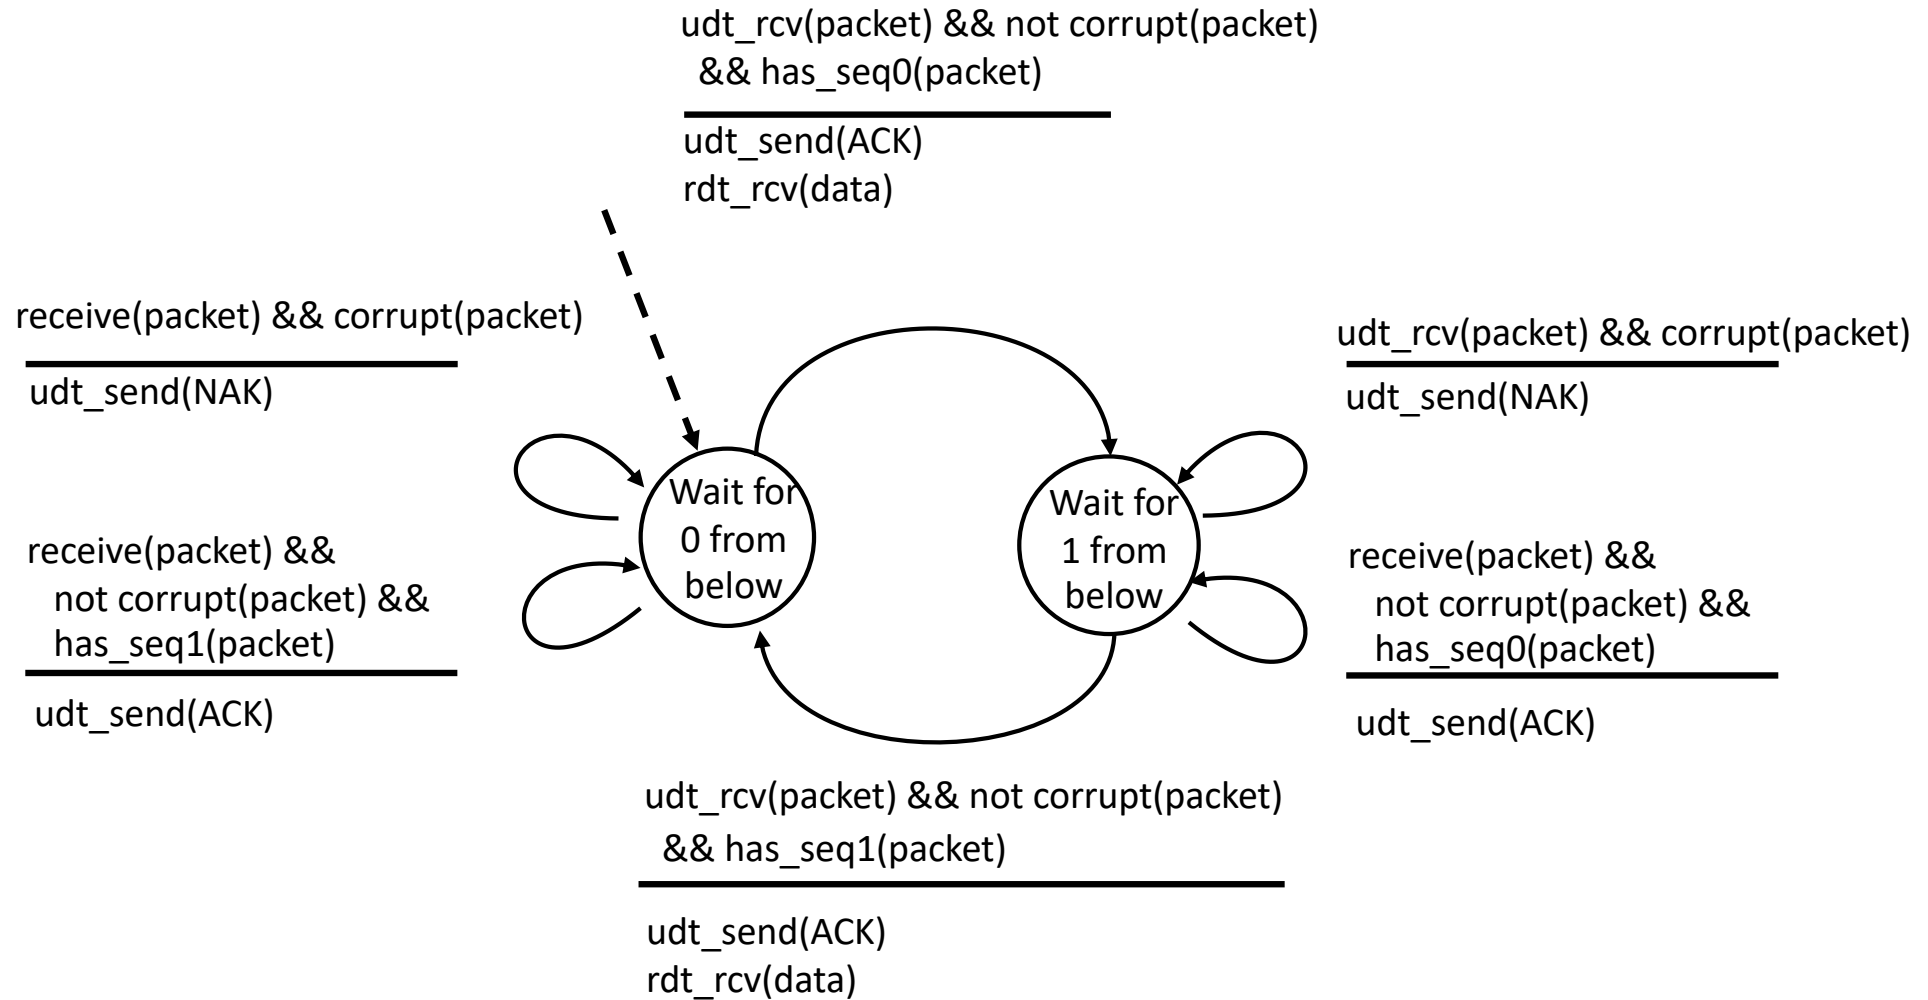 udt_rcv(packet) && not corrupt(packet)
&& has_seq0(packet)
udt_send(ACK)
rdt_rcv(data)
receive(packet) && corrupt(packet)
udt_send(NAK)
udt_rcv(packet) && corrupt(packet)
udt_send(NAK)
Wait for
0 from
below
Wait for
1 from
below
receive(packet) &&
not corrupt(packet) &&
has_seq1(packet)
udt_send(ACK)
receive(packet) &&
not corrupt(packet) &&
has_seq0(packet)
udt_send(ACK)
udt_rcv(packet) && not corrupt(packet)
&& has_seq1(packet)
udt_send(ACK)
rdt_rcv(data)